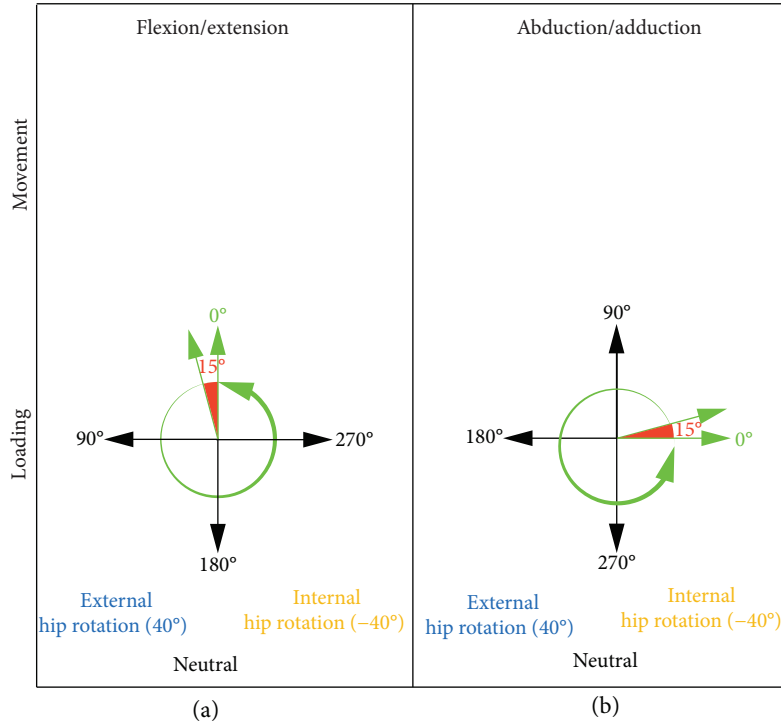 Flexion/extension
Abduction/adduction
Movement
Loading
0°
15°
90°
270°
180°
External
hip rotation (40°)
Internal
hip rotation (−40°)
Neutral
90°
15°
180°
0°
270°
External
hip rotation (40°)
Internal
hip rotation (−40°)
Neutral
(a)
(b)